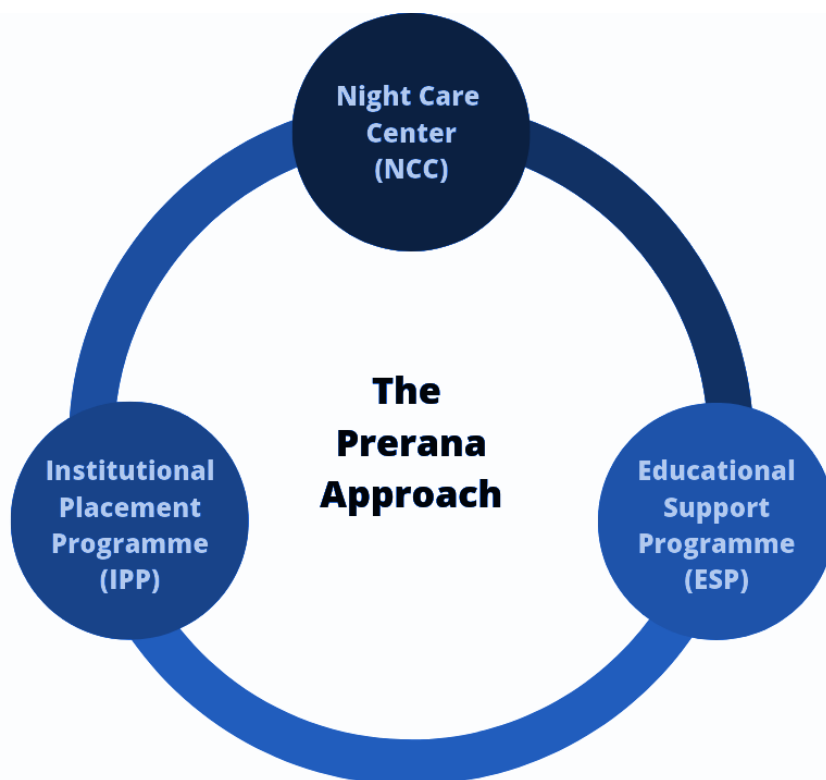 Night Care
Center
(NCC)
The
Prerana
Approach
Institutional
Placement
Programme
(IPP)
Educational
Support
Programme
(ESP)